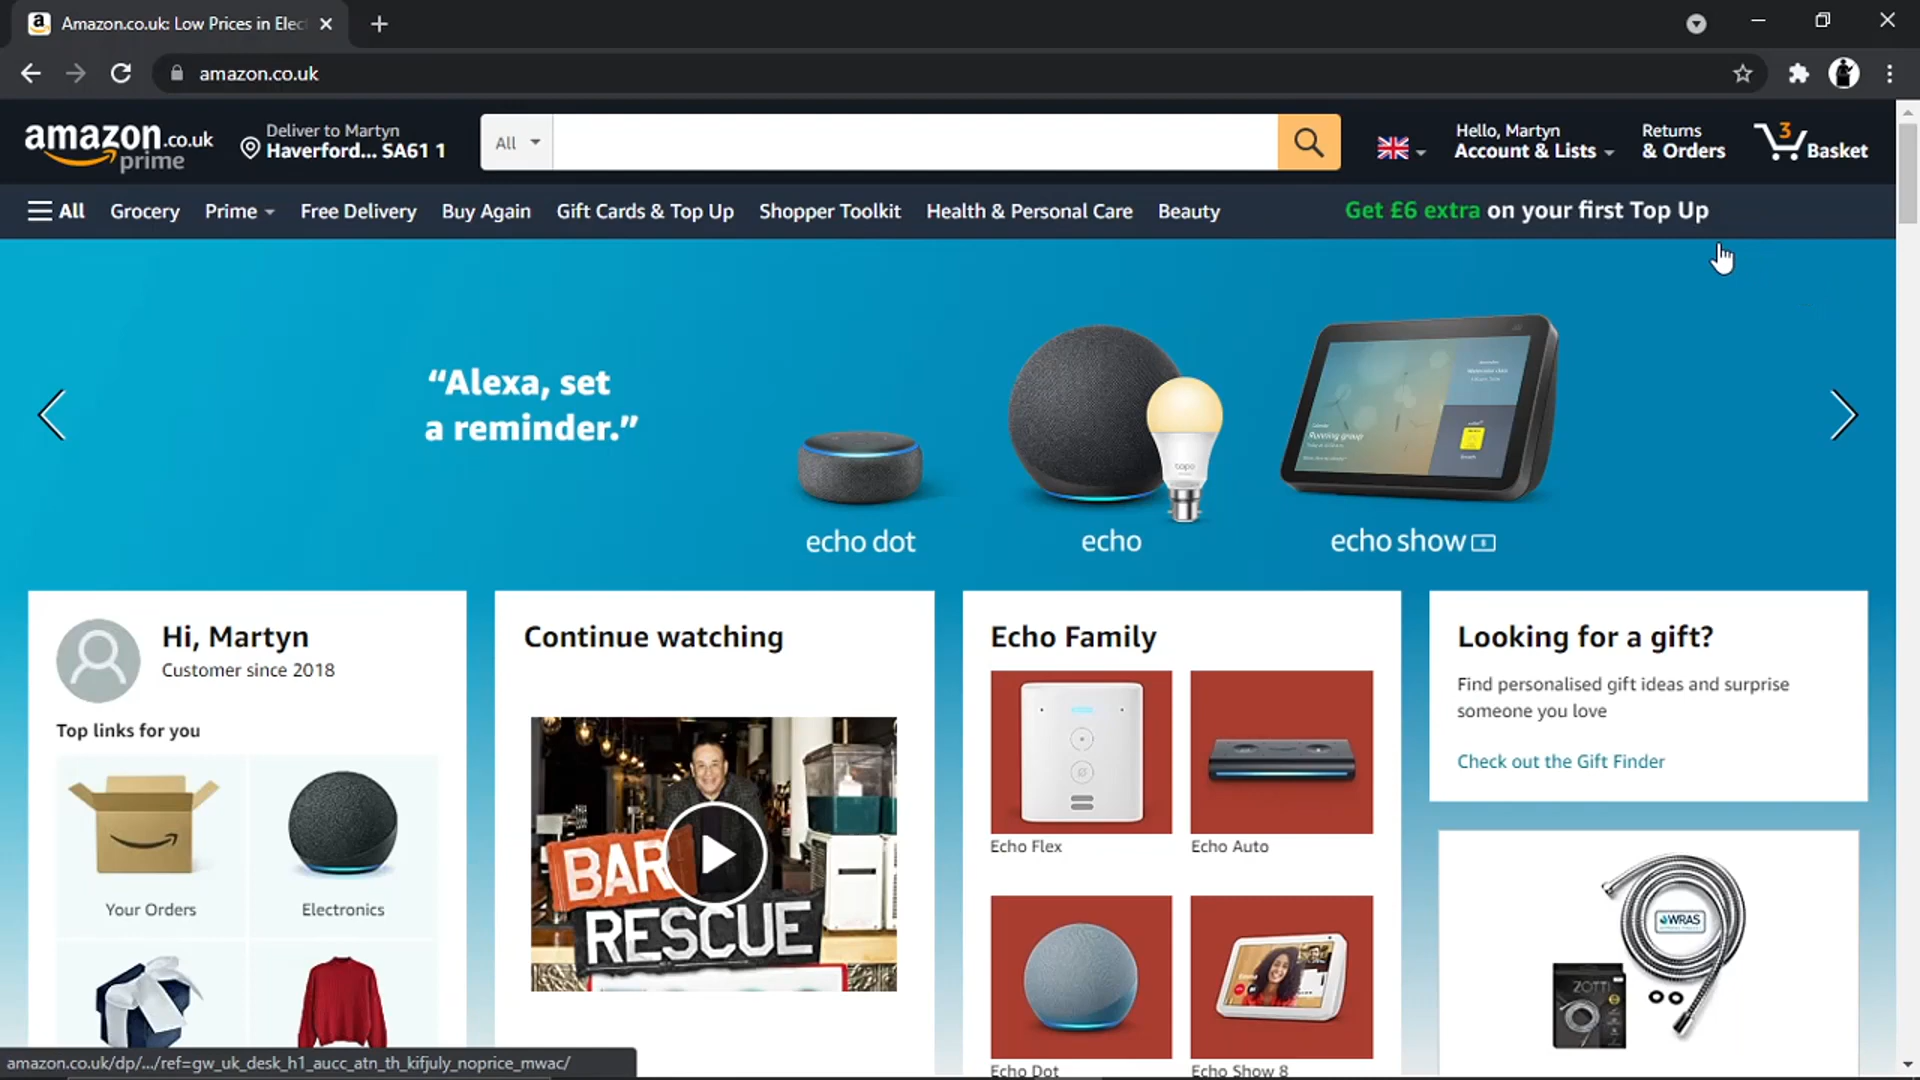 Amazon.co.uk: Low Prices in Elec
amazon.co.uk
amazon.co.uk
prime
Deliver to Martyn
Haverford... SA61 1
All
Hello, Martyn
Account & Lists
Returns
& Orders
3
Basket
All
Grocery
Prime
Free Delivery
Buy Again
Gift Cards & Top Up
Shopper Toolkit
Health & Personal Care
Beauty
Get £6 extra on your first Top Up
“Alexa, set
a reminder.”
tapo
Running group
echo dot
echo
echo show
Hi, Martyn
Customer since 2018
Top links for you
Your Orders
Electronics
Continue watching
BAR
RESCUE
Echo Family
Echo Flex
Echo Auto
Echo Dot
Echo Show 8
Looking for a gift?
Find personalised gift ideas and surprise
someone you love
Check out the Gift Finder
WRAS
ZOTTI
amazon.co.uk/dp/.../ref=gw_uk_desk_h1_aucc_atn_th_kifjuly_noprice_mwac/